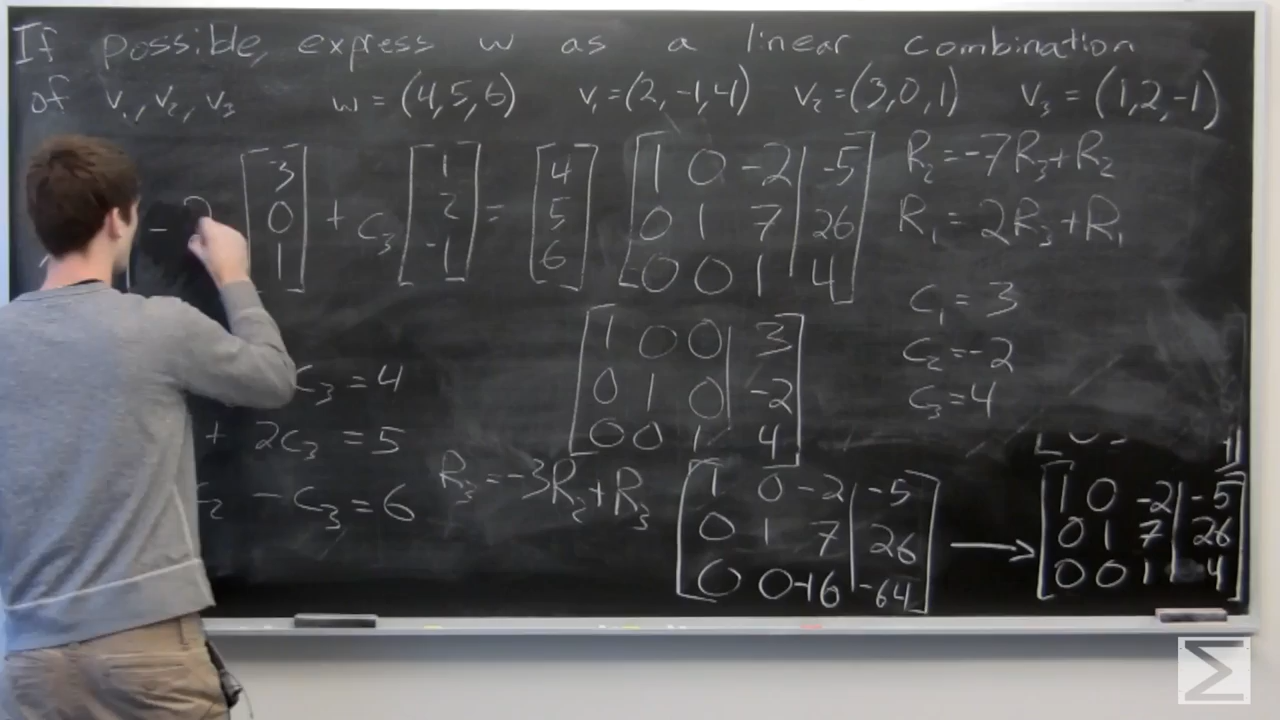 If possible, express w as a linear combination
of v₁, v₂, v₃ w = (4,5,6) v₁=(2,-1,4) v₂=(3,0,1) v₃ = (1,2,-1)
- 2 [3 0 1] + c₃ [1 2 -1] = [4 5 6]
[1 0 -2 | -5
0 1 7 | 26
0 0 1 | 4]
R₂=-7R₃+R₂
R₁=2R₃+R₁
c₁=3
c₂=-2
c₃=4
[1 0 0 | 3
0 1 0 | -2
0 0 1 | 4]
c₃=4
+ 2c₃=5
c₂ -c₃=6
R₃=-3R₂+R₃
[1 0 -2 | -5
0 1 7 | 26
0 0 -16 | -64]
→
[1 0 -2 | -5
0 1 7 | 26
0 0 1 | 4]
Σ